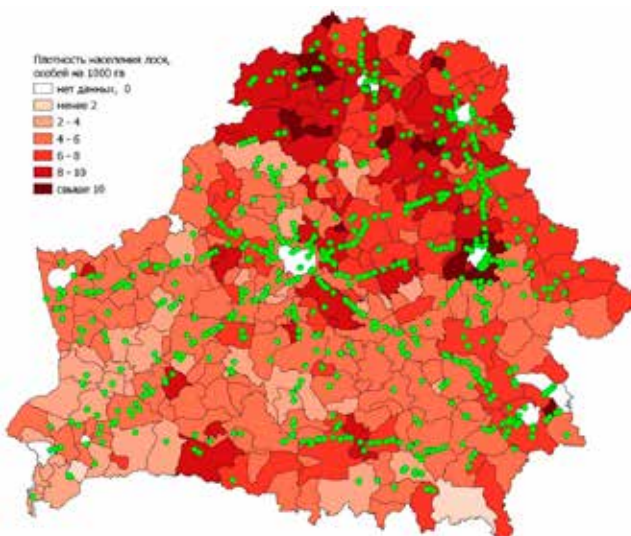 Плотность населения лося,
особей на 1000 га
нет данных, 0
менее 2
2 - 4
4 - 6
6 - 8
8 - 10
свыше 10